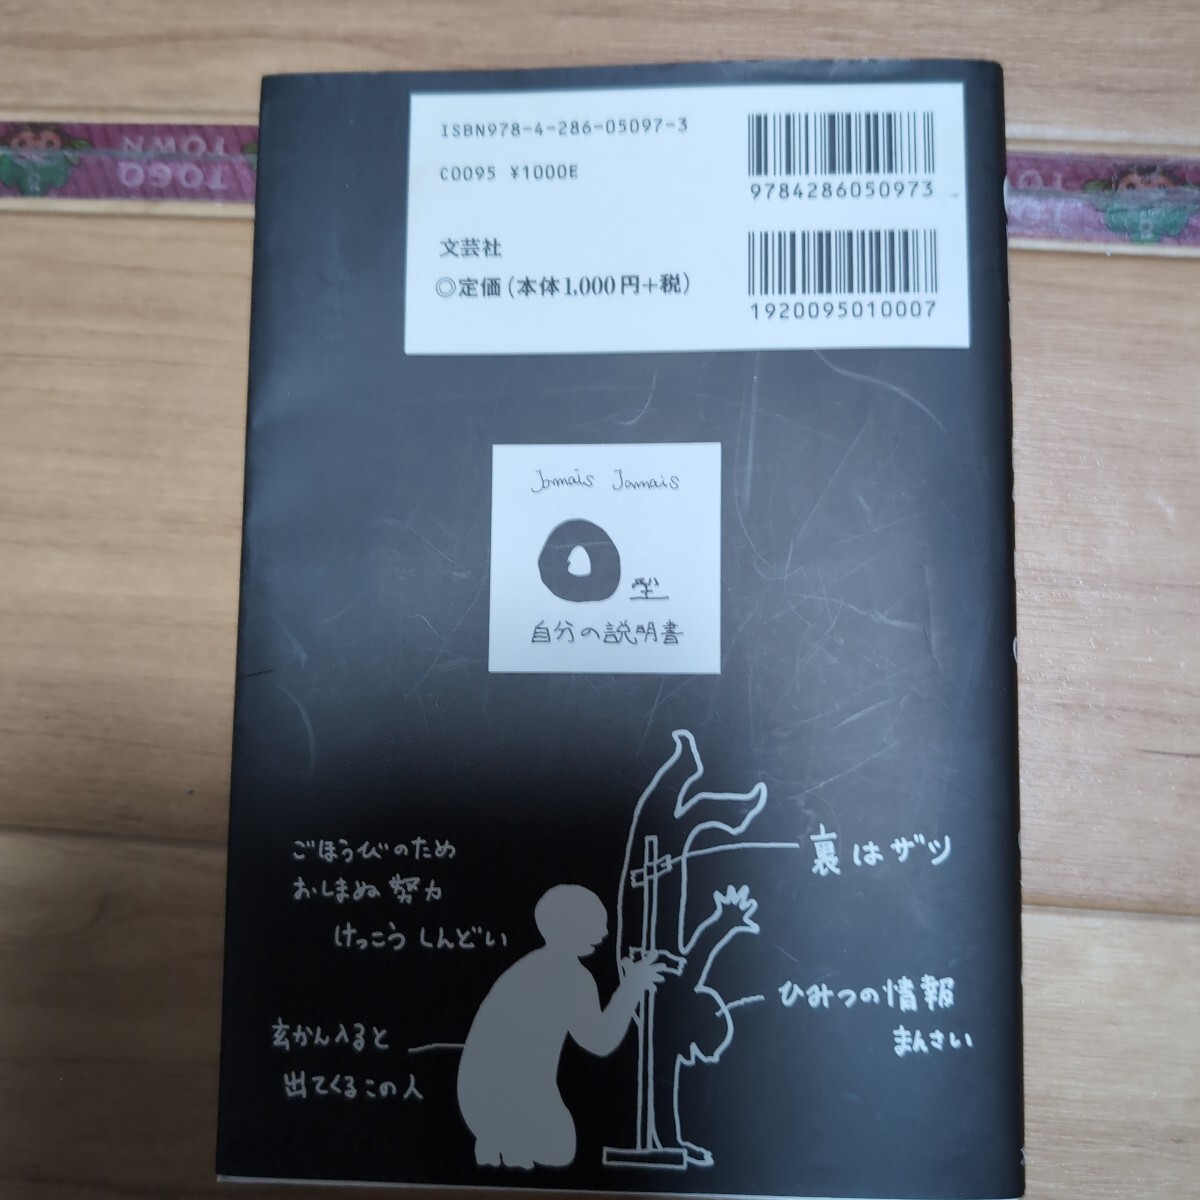 ISBN978-4-286-05097-3
C0095 ¥1000E
文芸社
◎定価(本体1,000円+税)
9784286050973
1920095010007
TOGO
TOWN
TO
Jamais Jamais
O型
自分の説明書
ごほうびのため
おしまぬ努力
けっこうしんどい
玄かん入ると
出てくるこの人
裏はザツ
ひみつの情報
まんさい